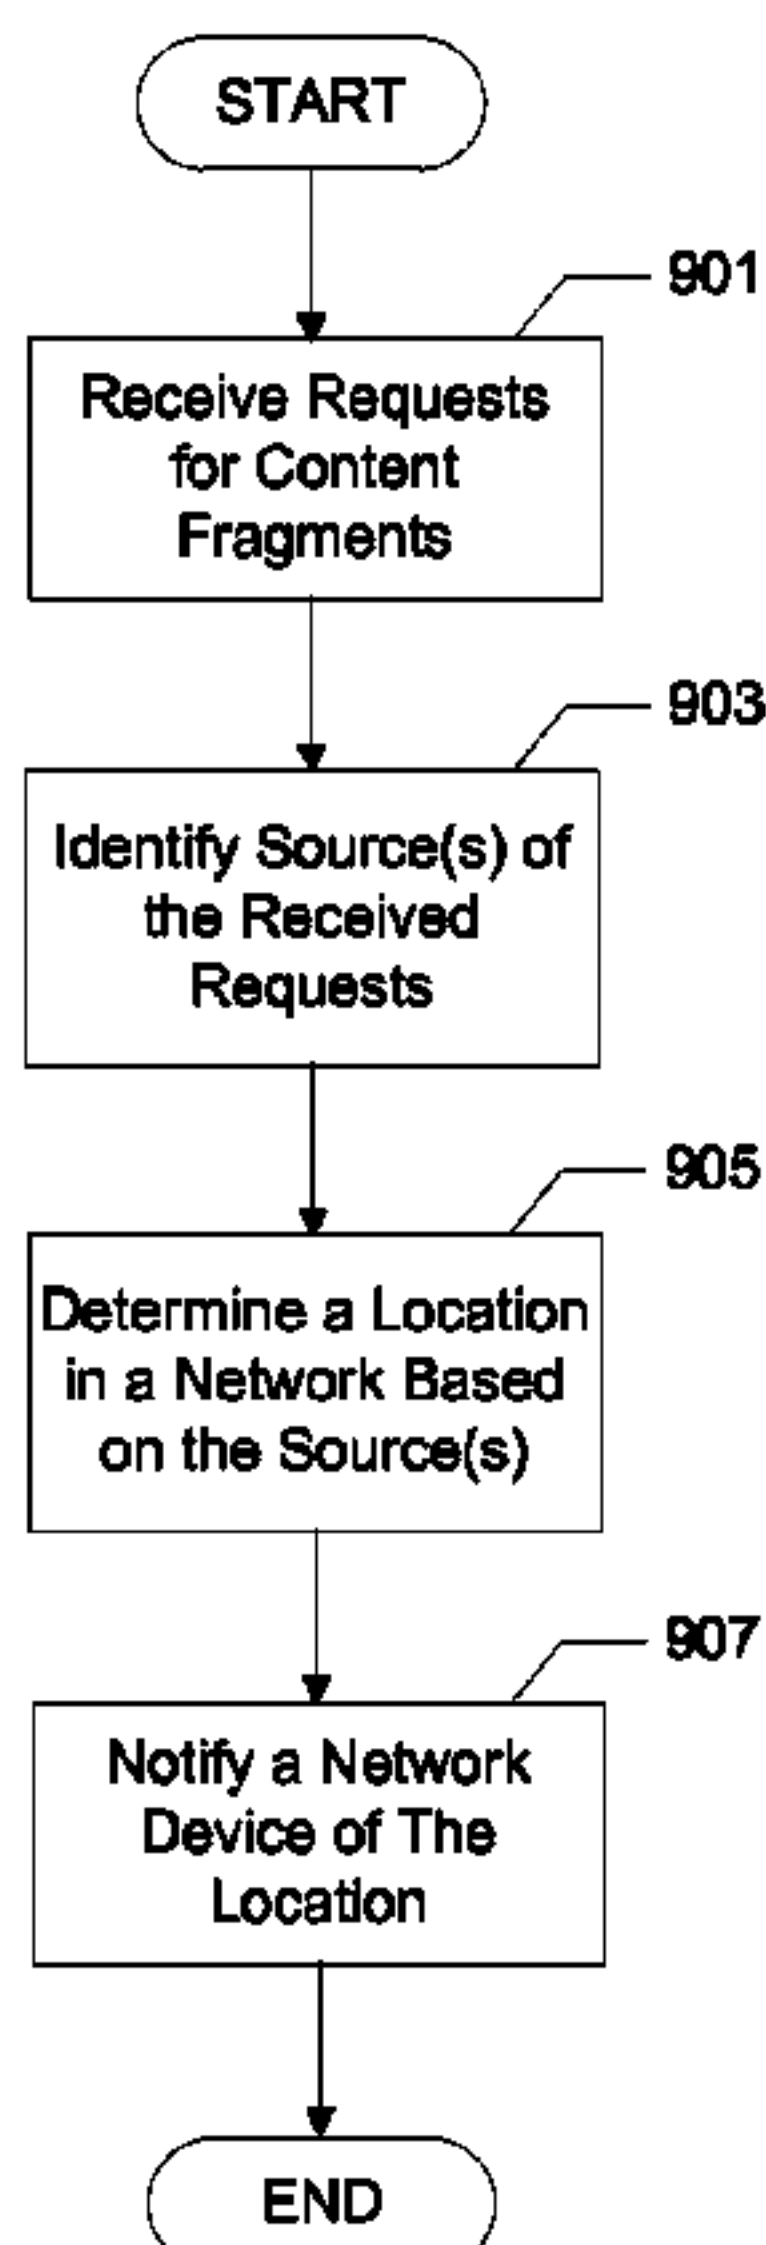 START
901
Receive Requests
for Content
Fragments
903
Identify Source(s) of
the Received
Requests
905
Determine a Location
in a Network Based
on the Source(s)
907
Notify a Network
Device of The
Location
END